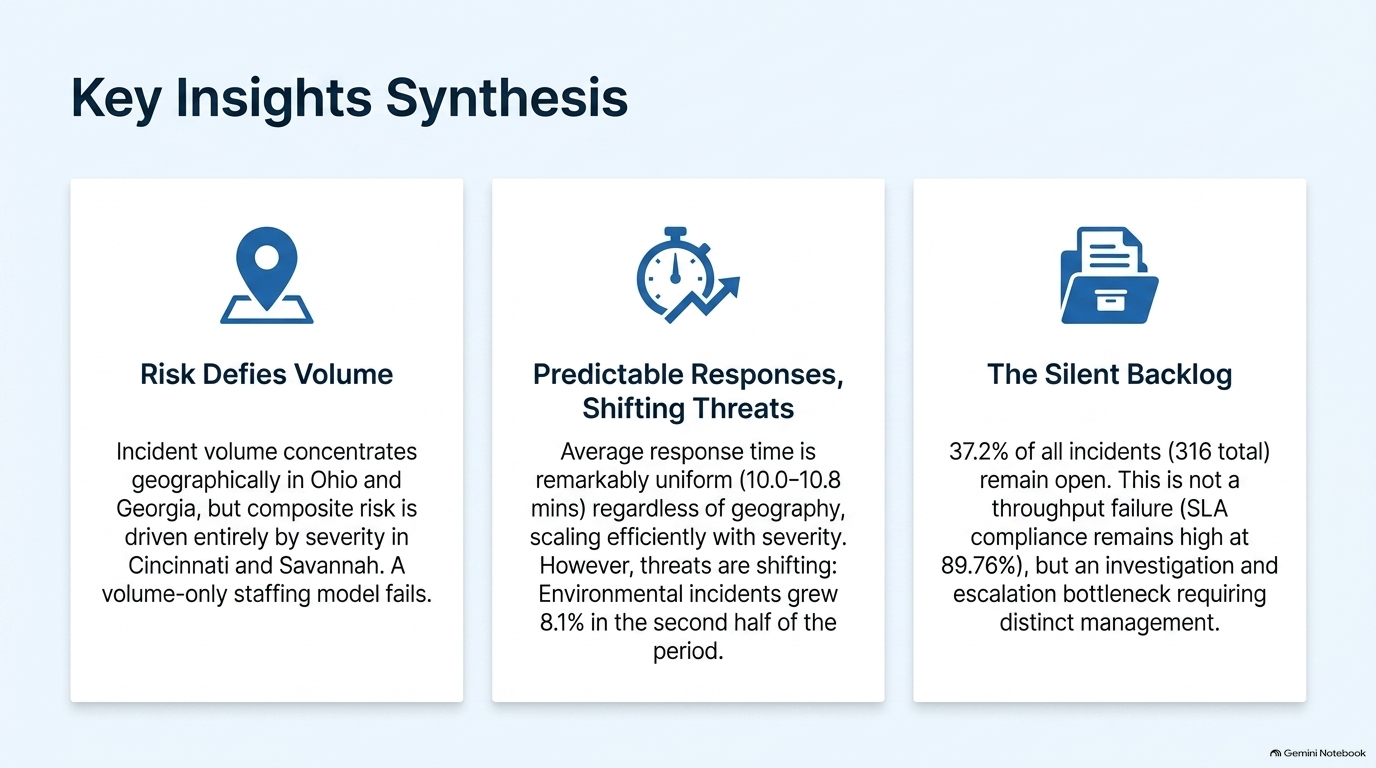 Key Insights Synthesis
Risk Defies Volume
Incident volume concentrates
geographically in Ohio and
Georgia, but composite risk is
driven entirely by severity in
Cincinnati and Savannah. A
volume-only staffing model fails.
Predictable Responses,
Shifting Threats
Average response time is
remarkably uniform (10.0–10.8
mins) regardless of geography,
scaling efficiently with severity.
However, threats are shifting:
Environmental incidents grew
8.1% in the second half of the
period.
The Silent Backlog
37.2% of all incidents (316 total)
remain open. This is not a
throughput failure (SLA
compliance remains high at
89.76%), but an investigation and
escalation bottleneck requiring
distinct management.
Gemini Notebook